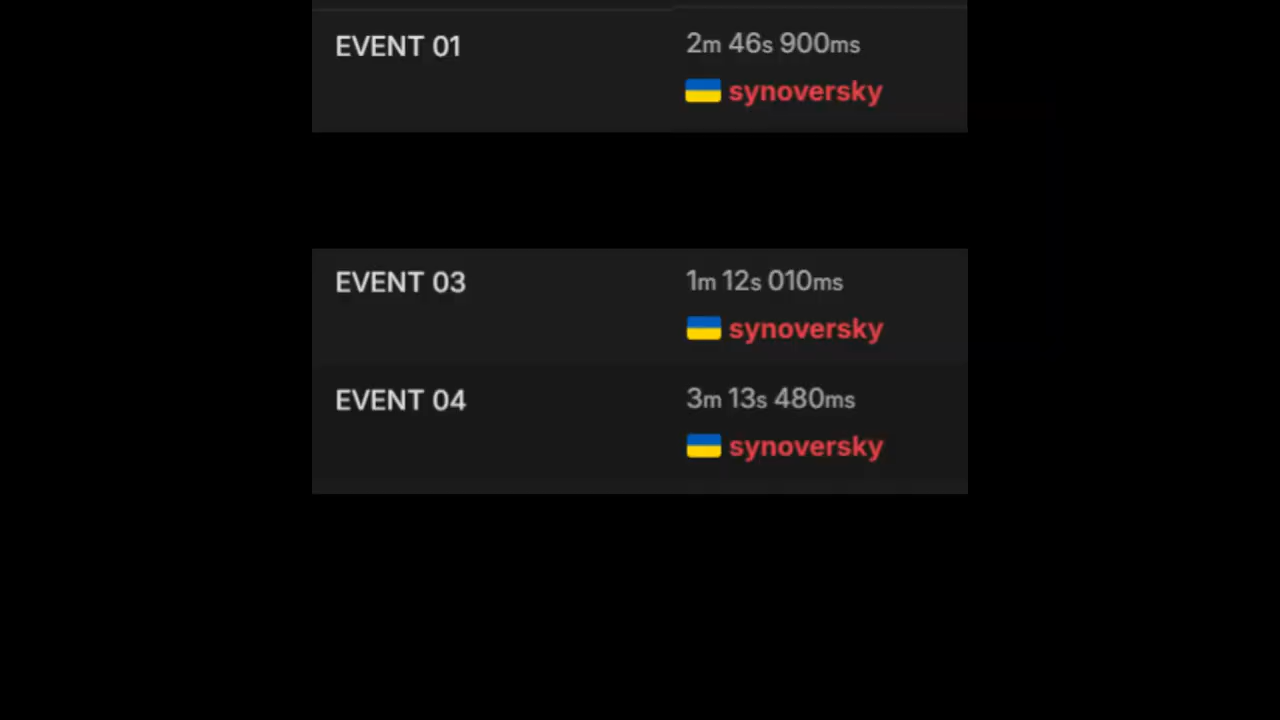 EVENT 01
2m 46s 900ms
synoversky
EVENT 03
1m 12s 010ms
synoversky
EVENT 04
3m 13s 480ms
synoversky